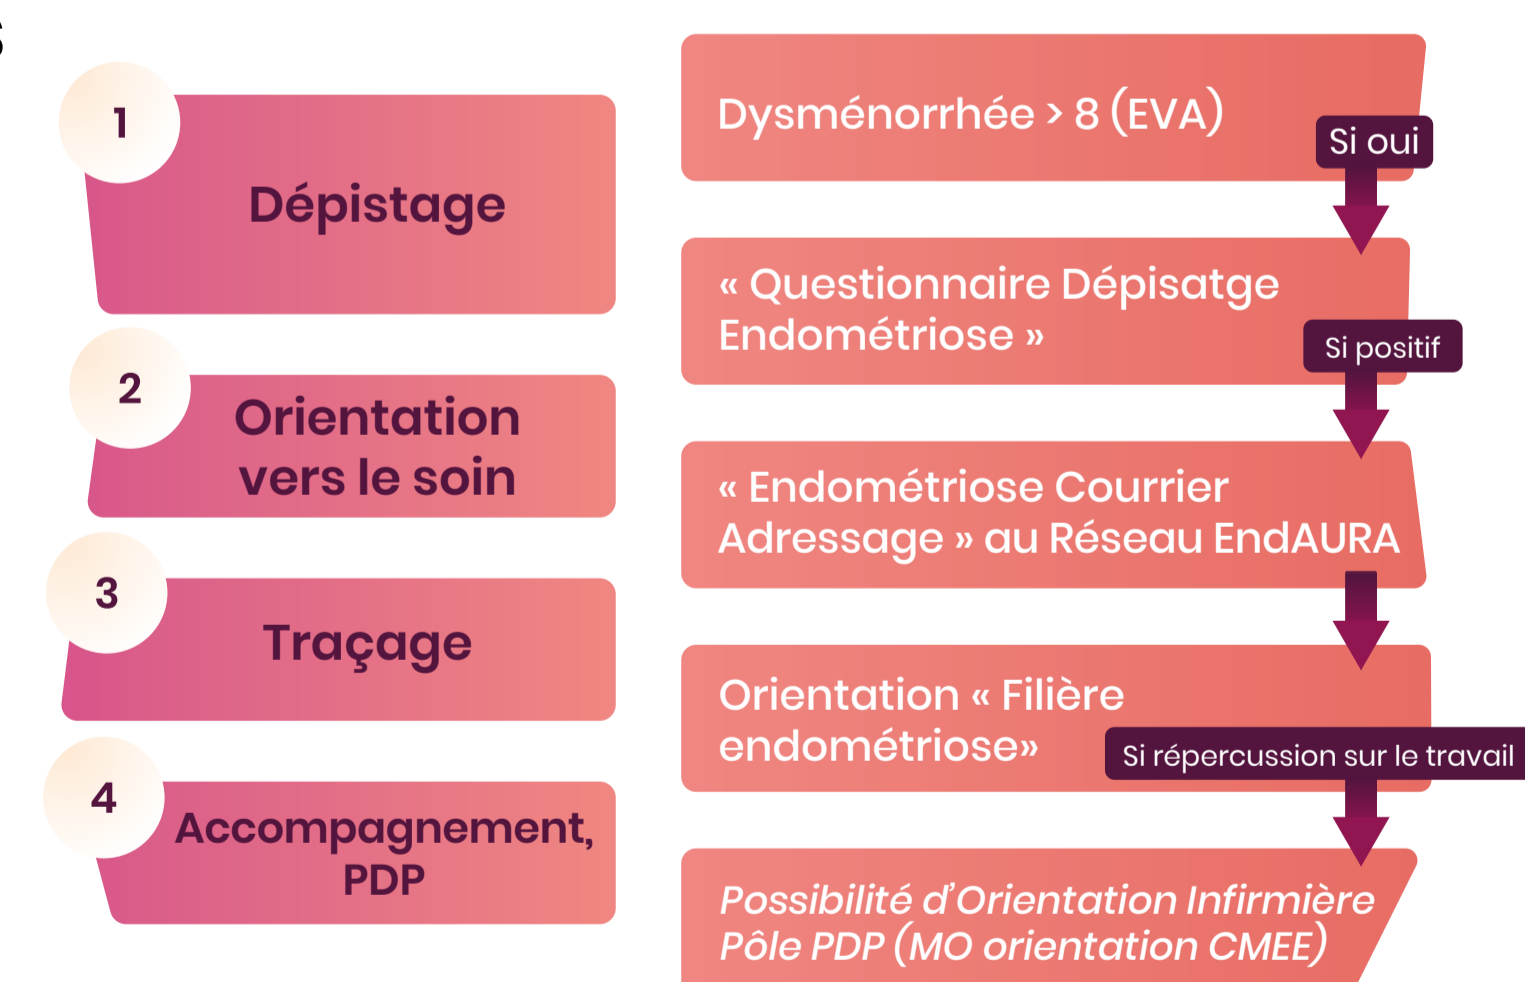 s
1
Dépistage
2
Orientation
vers le soin
3
Traçage
4
Accompagnement,
PDP
Dysménorrhée > 8 (EVA)
Si oui
« Questionnaire Dépisatge
Endométriose »
Si positif
« Endométriose Courrier
Adressage » au Réseau EndAURA
Orientation « Filière
endométriose»
Si répercussion sur le travail
Possibilité d'Orientation Infirmière
Pôle PDP (MO orientation CMEE)